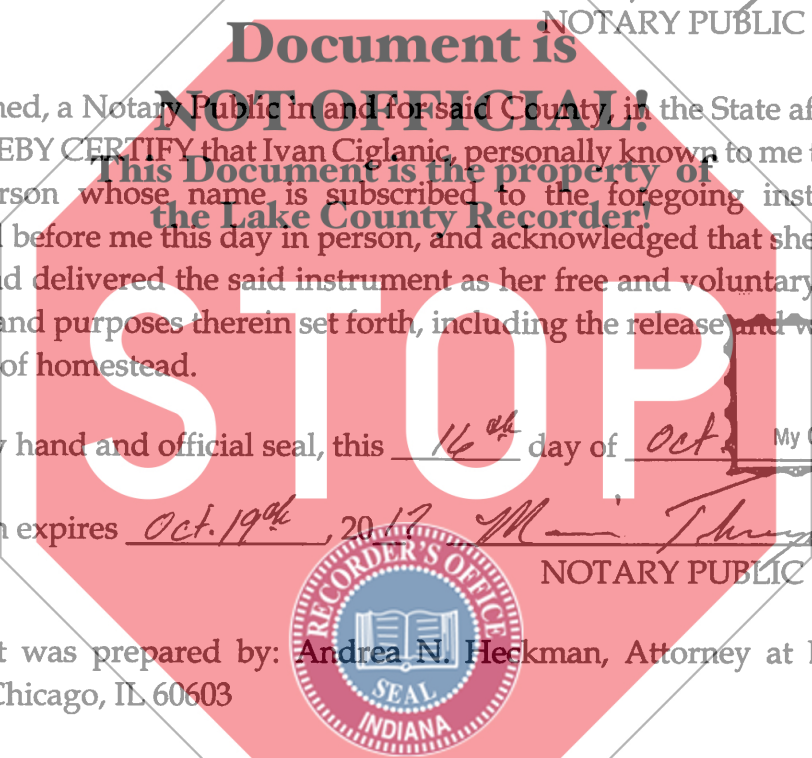 NOTARY PUBLIC
Document is
NOT OFFICIAL!
This Document is the property of
the Lake County Recorder!
ned, a Notary Public in and for said County, in the State af
EBY CERTIFY that Ivan Ciglanic, personally known to me
rson whose name is subscribed to the foregoing inst
l before me this day in person, and acknowledged that she
nd delivered the said instrument as her free and voluntary
and purposes therein set forth, including the release and w
of homestead.
STOP
y hand and official seal, this 16th day of Oct.
My
n expires Oct. 19th, 20
NOTARY PUBLIC
t was prepared by: Andrea N. Heckman, Attorney at
Chicago, IL 60603
RECORDER'S OFFICE
SEAL
INDIANA